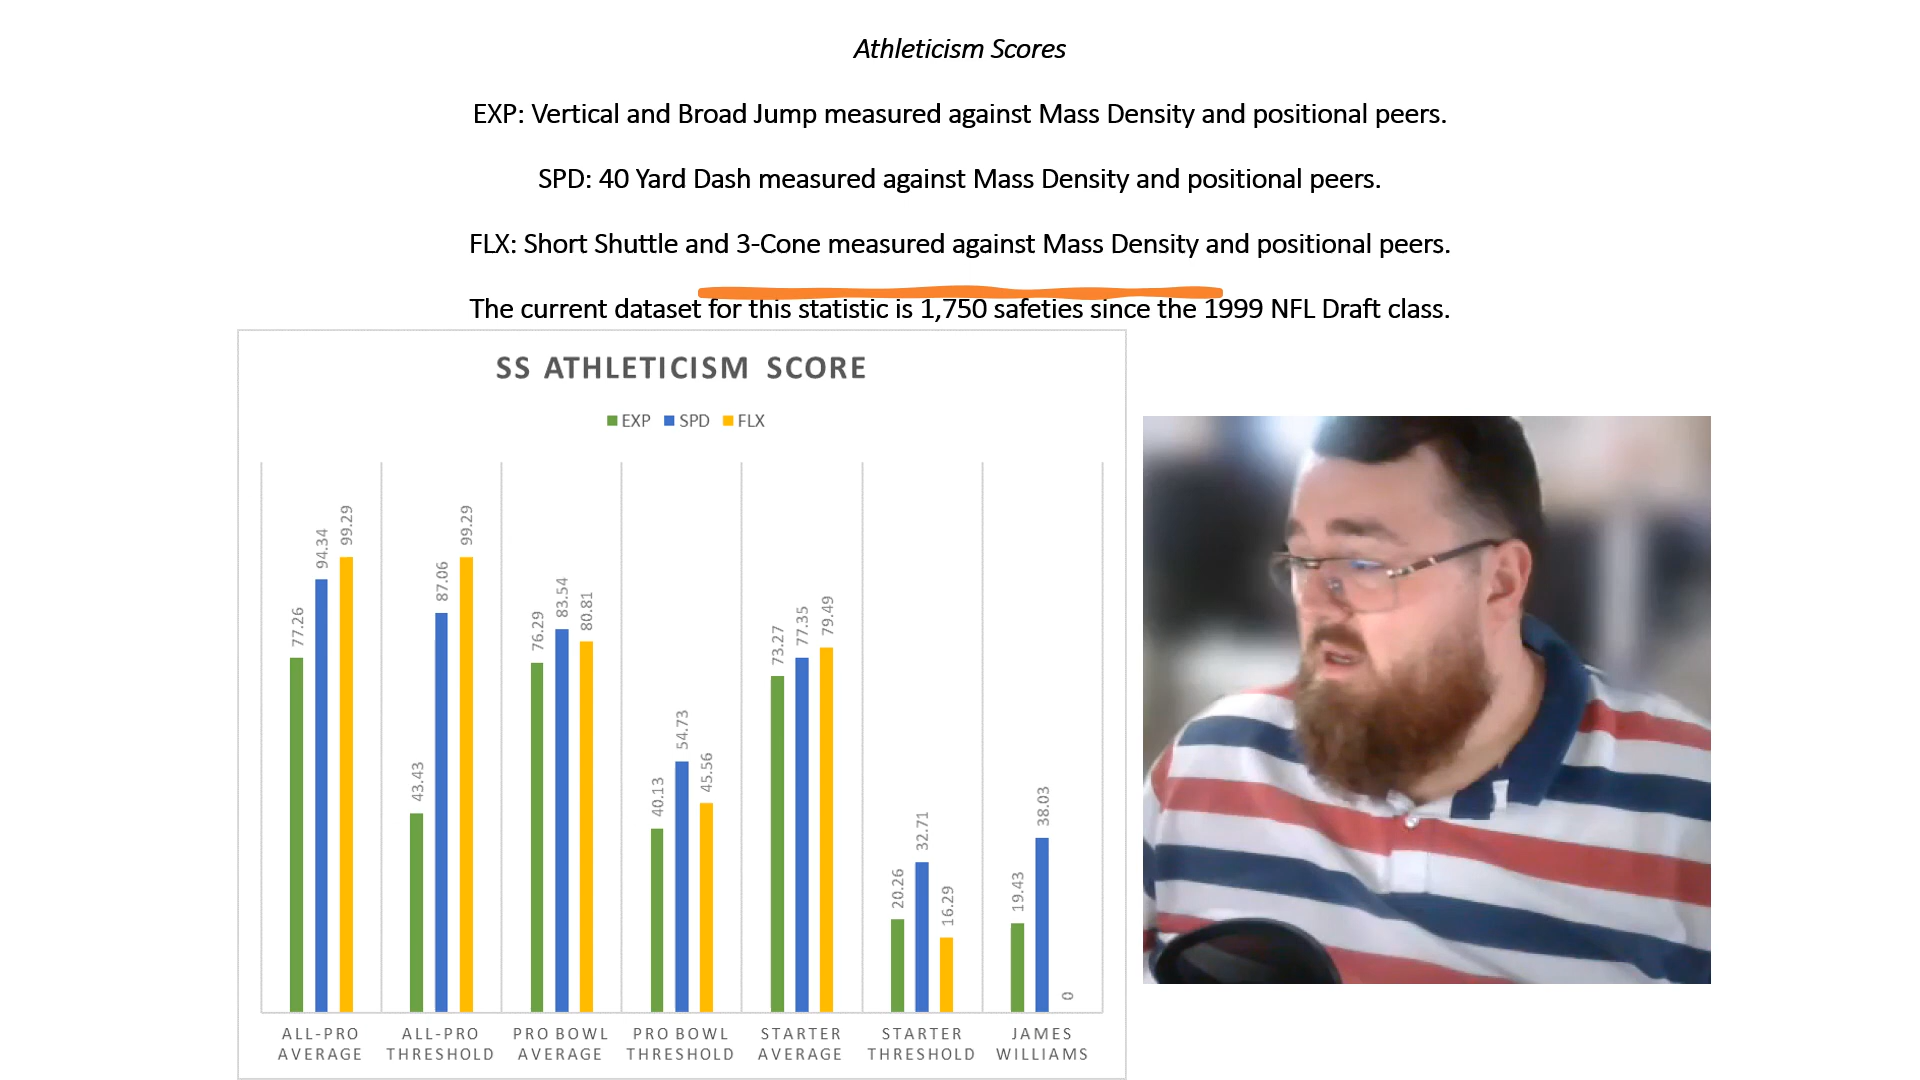 Athleticism Scores
EXP: Vertical and Broad Jump measured against Mass Density and positional peers.
SPD: 40 Yard Dash measured against Mass Density and positional peers.
FLX: Short Shuttle and 3-Cone measured against Mass Density and positional peers.
The current dataset for this statistic is 1,750 safeties since the 1999 NFL Draft class.
SS ATHLETICISM SCORE
EXP SPD FLX
77.26 94.34 99.29
43.43 87.06 99.29
76.29 83.54 80.81
40.13 54.73 45.56
73.27 77.35 79.49
20.26 32.71 16.29
19.43 38.03 0
ALL-PRO AVERAGE
ALL-PRO THRESHOLD
PRO BOWL AVERAGE
PRO BOWL THRESHOLD
STARTER AVERAGE
STARTER THRESHOLD
JAMES WILLIAMS